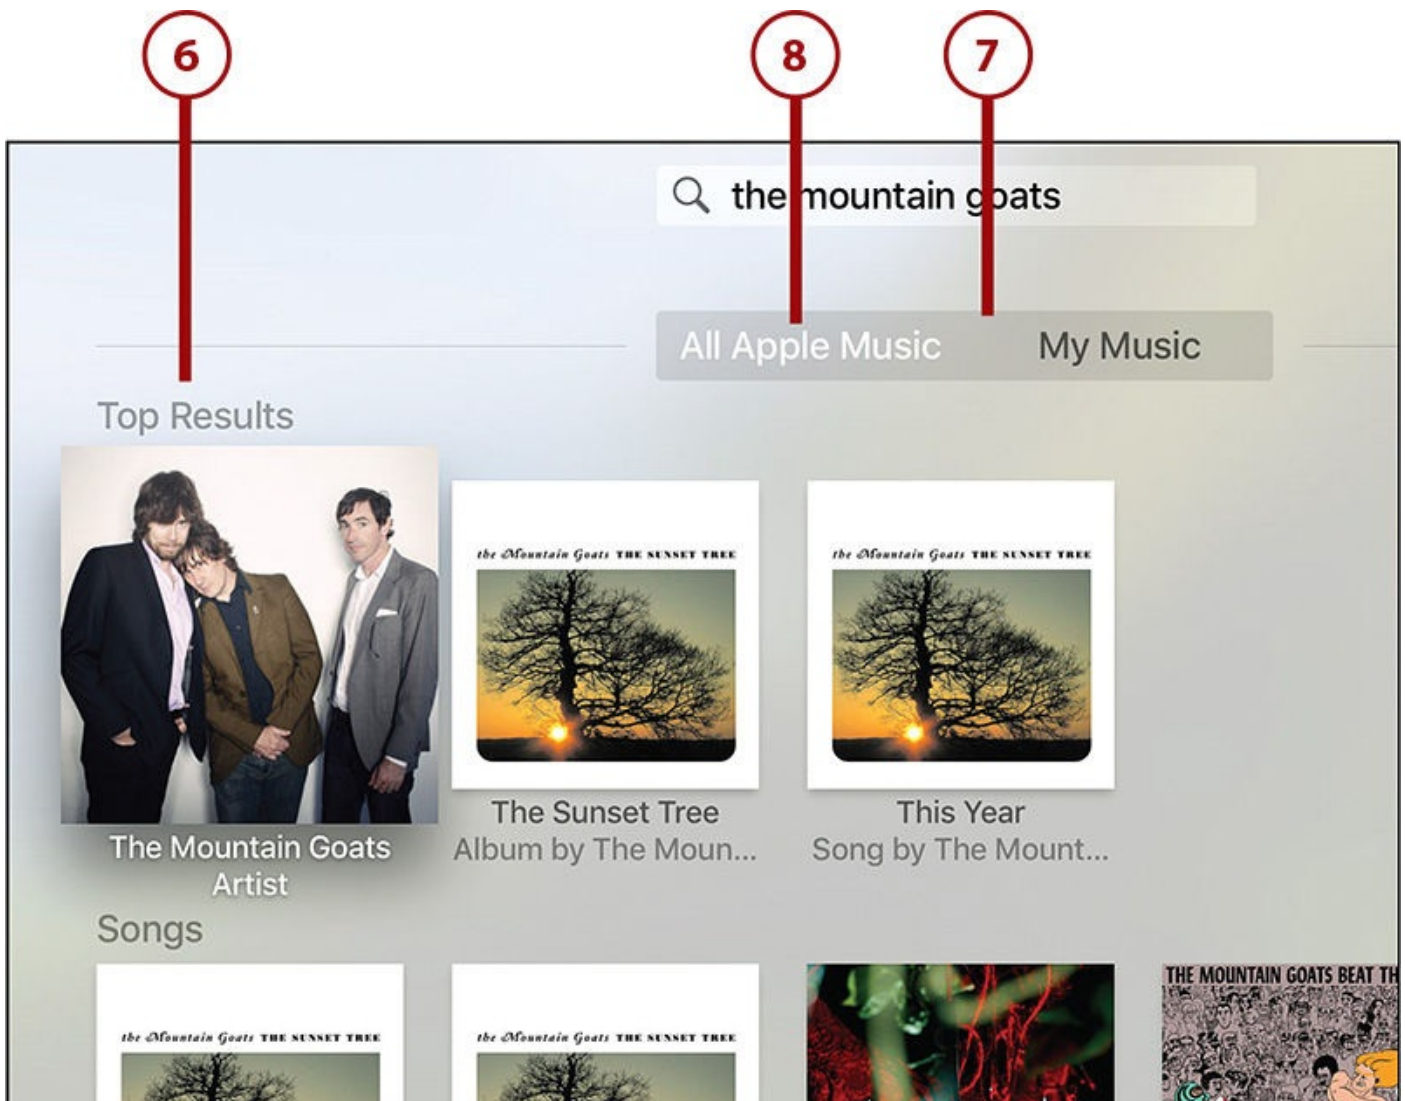 6 8 7
the mountain goats
All Apple Music My Music
Top Results
the Mountain Goats THE SUNSET TREE
the Mountain Goats THE SUNSET TREE
The Mountain Goats
Artist
The Sunset Tree
Album by The Moun...
This Year
Song by The Mount...
Songs
the Mountain Goats THE SUNSET TREE
the Mountain Goats THE SUNSET TREE
THE MOUNTAIN GOATS BEAT TH